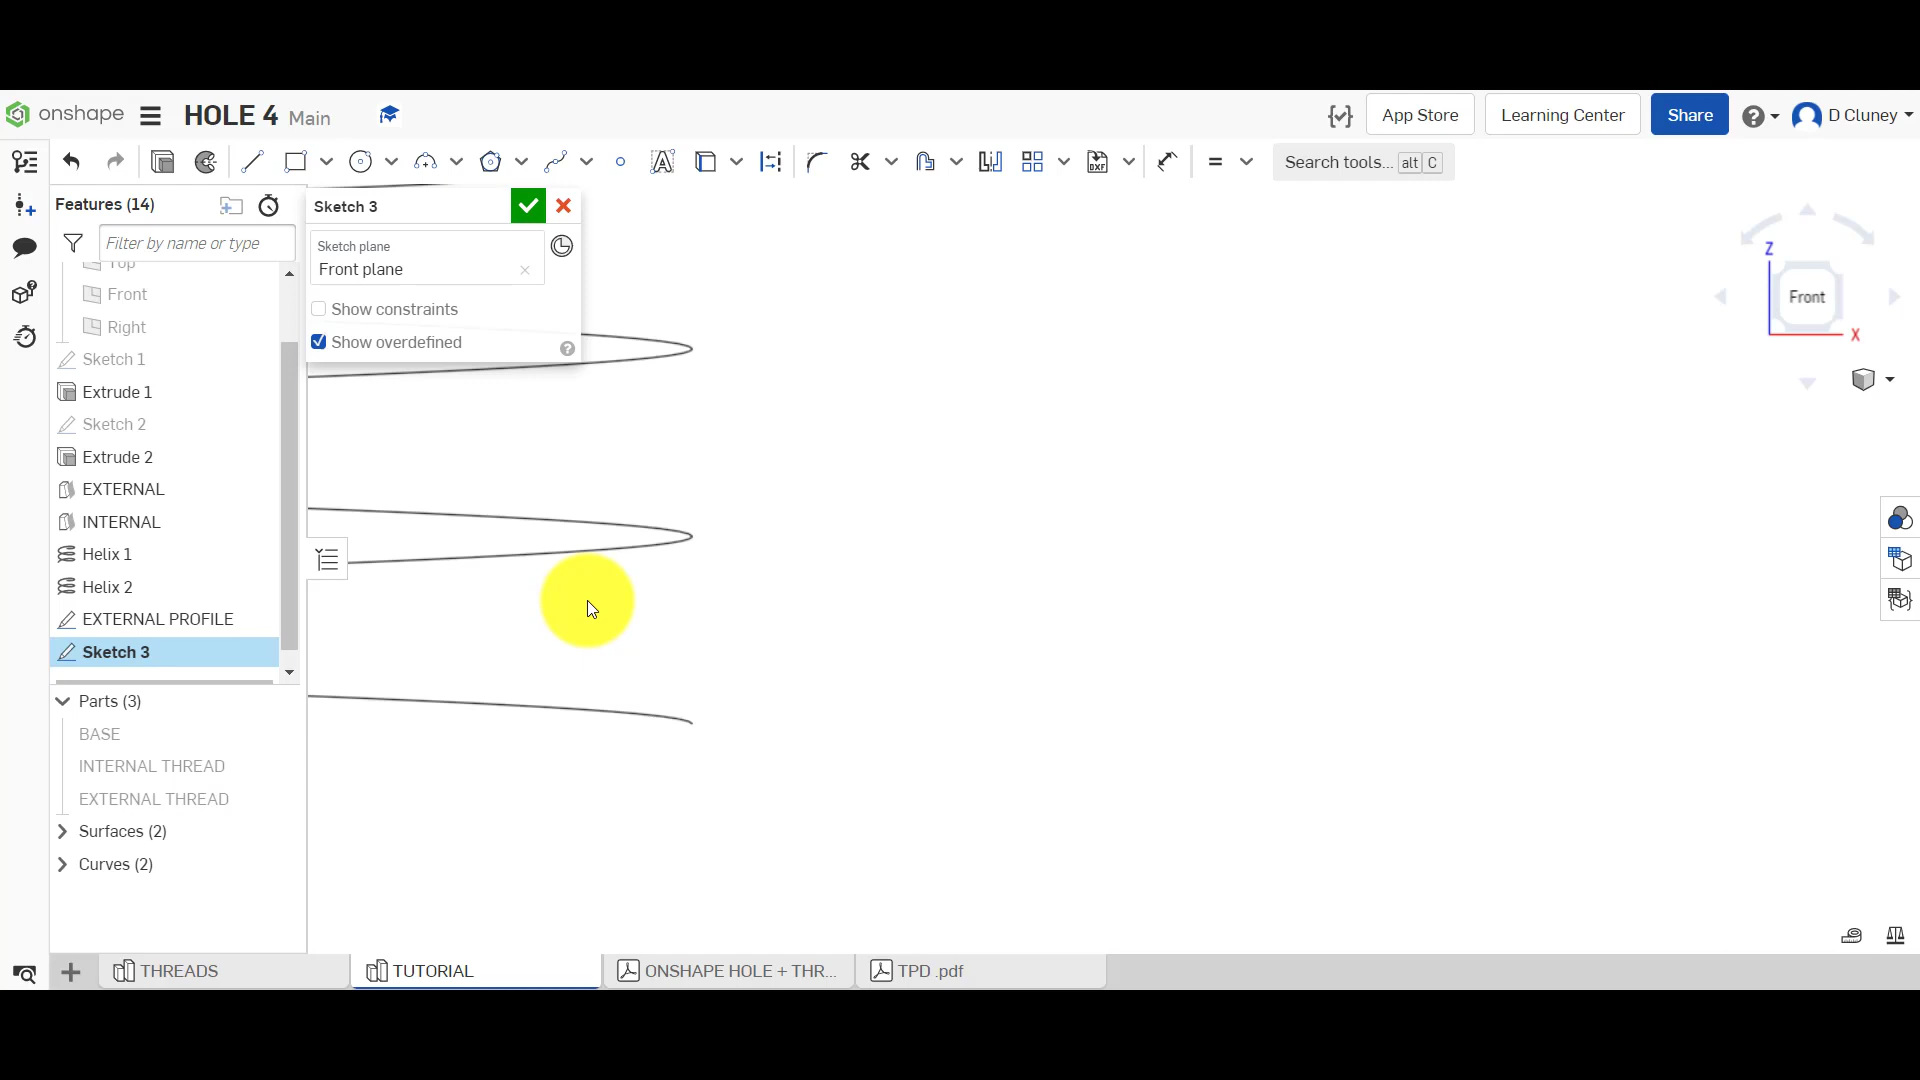 onshape HOLE 4 Main App Store Learning Center Share D Cluney
Search tools... alt C
Features (14)
Filter by name or type
Top
Front
Right
Sketch 1
Extrude 1
Sketch 2
Extrude 2
EXTERNAL
INTERNAL
Helix 1
Helix 2
EXTERNAL PROFILE
Sketch 3
Parts (3)
BASE
INTERNAL THREAD
EXTERNAL THREAD
Surfaces (2)
Curves (2)
Sketch 3
Sketch plane
Front plane
Show constraints
Show overdefined
Z
Front
X
THREADS TUTORIAL ONSHAPE HOLE + THR... TPD .pdf